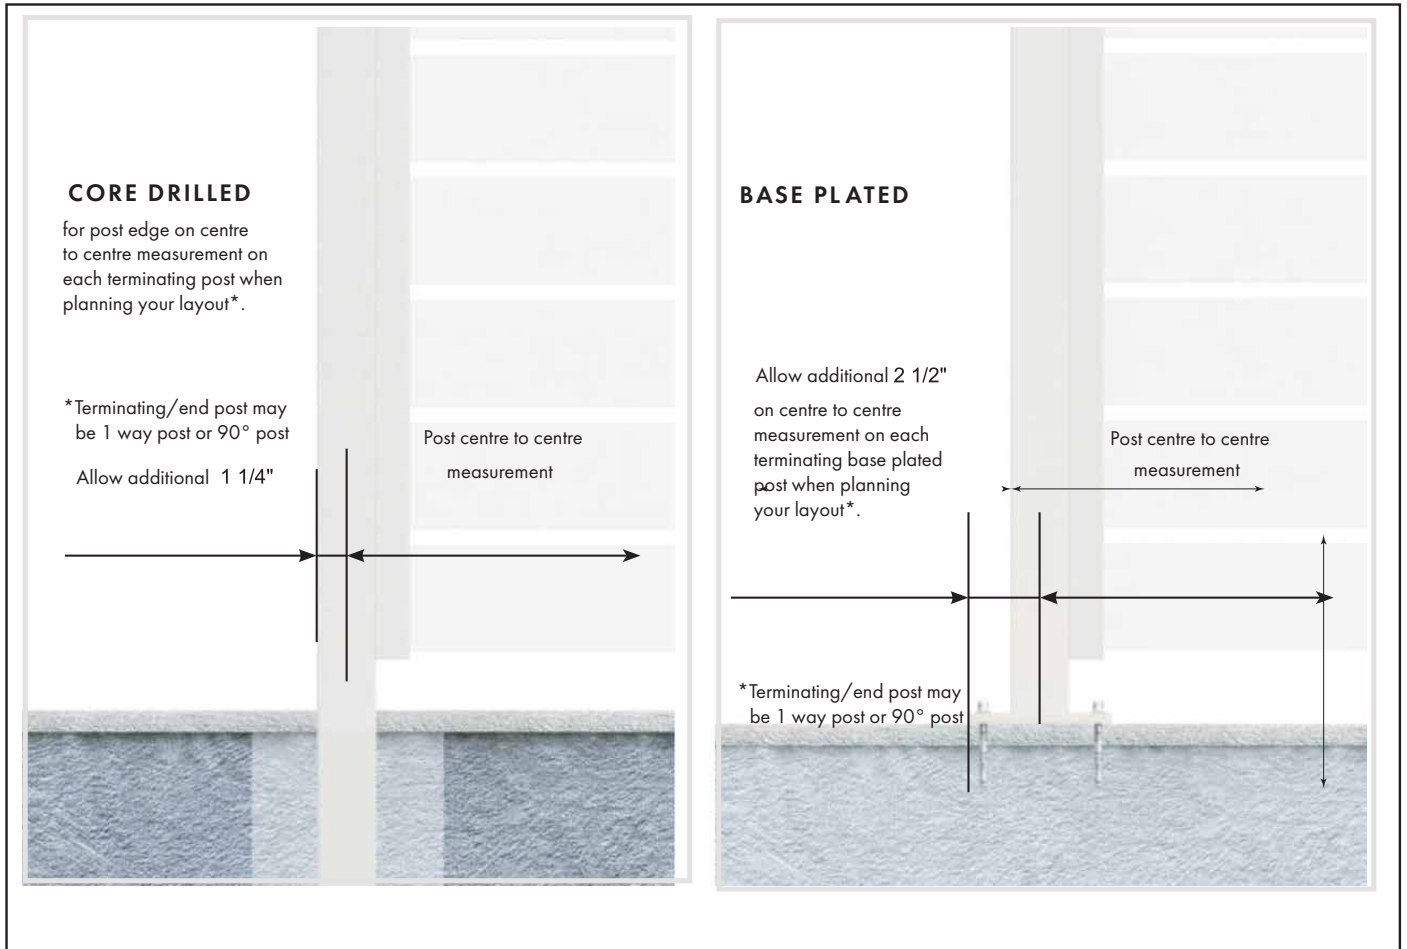 CORE DRILLED
for post edge on centre
to centre measurement on
each terminating post when
planning your layout*.
*Terminating/end post may
be 1 way post or 90° post
Allow additional 1 1/4"
Post centre to centre
measurement
BASE PLATED
Allow additional 2 1/2"
on centre to centre
measurement on each
terminating base plated
post when planning
your layout*.
Post centre to centre
measurement
*Terminating/end post may
be 1 way post or 90° post